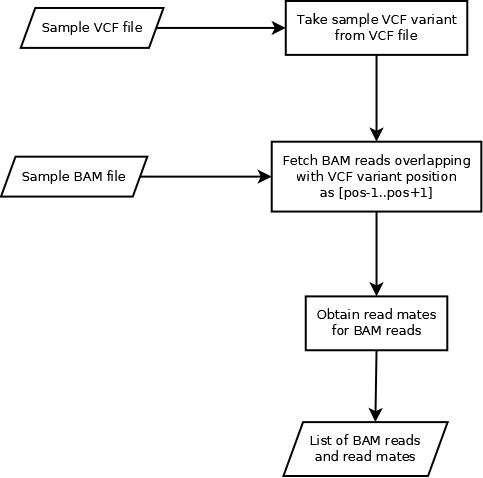 Sample VCF file
Take sample VCF variant
from VCF file
Sample BAM file
Fetch BAM reads overlapping
with VCF variant position
as [pos-1..pos+1]
Obtain read mates
for BAM reads
List of BAM reads
and read mates